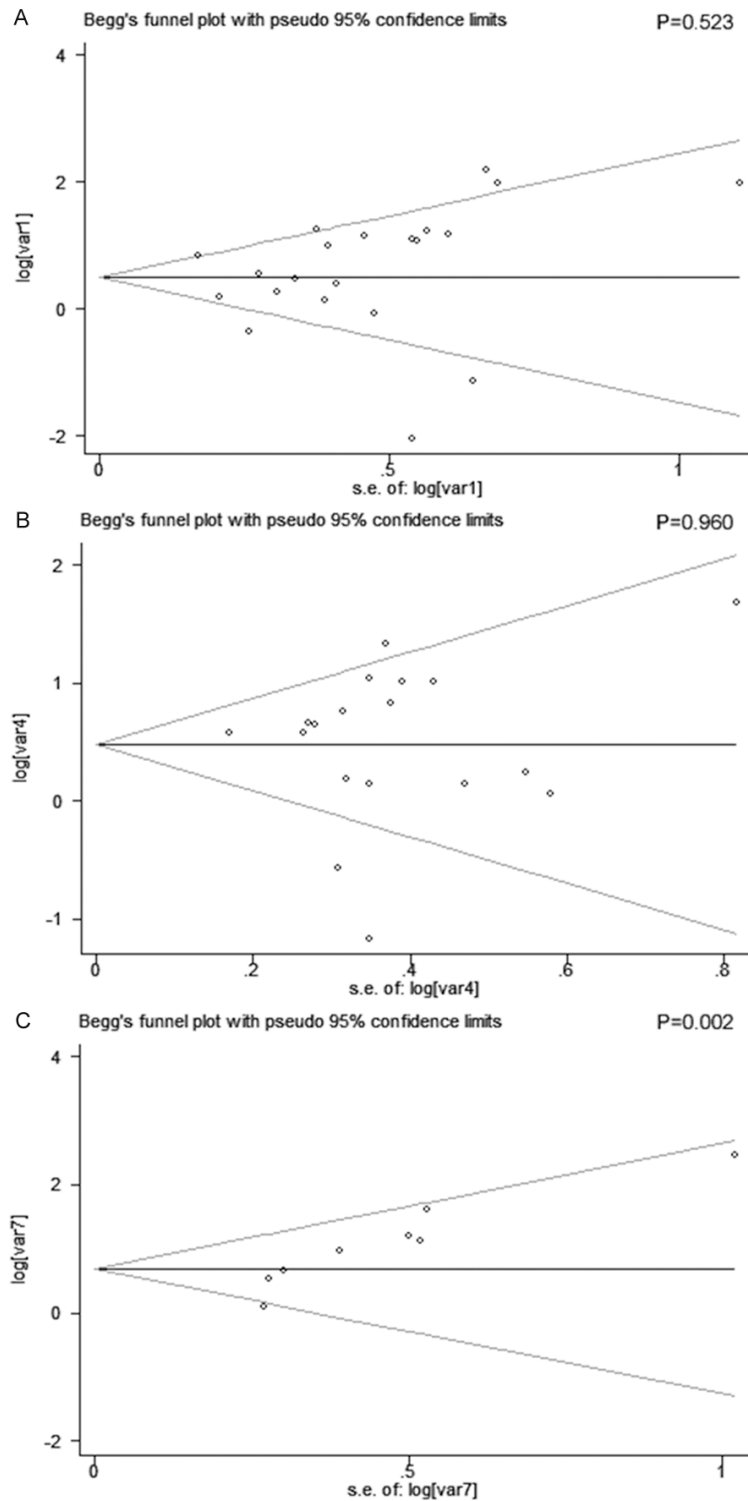 A
Begg's funnel plot with pseudo 95% confidence limits
P=0.523
4
2
0
-2
log[var1]
0
.5
1
s.e. of: log[var1]
B
Begg's funnel plot with pseudo 95% confidence limits
P=0.960
2
1
0
-1
log[var4]
0
.2
.4
.6
.8
s.e. of: log[var4]
C
Begg's funnel plot with pseudo 95% confidence limits
P=0.002
4
2
0
-2
log[var7]
0
.5
1
s.e. of: log[var7]